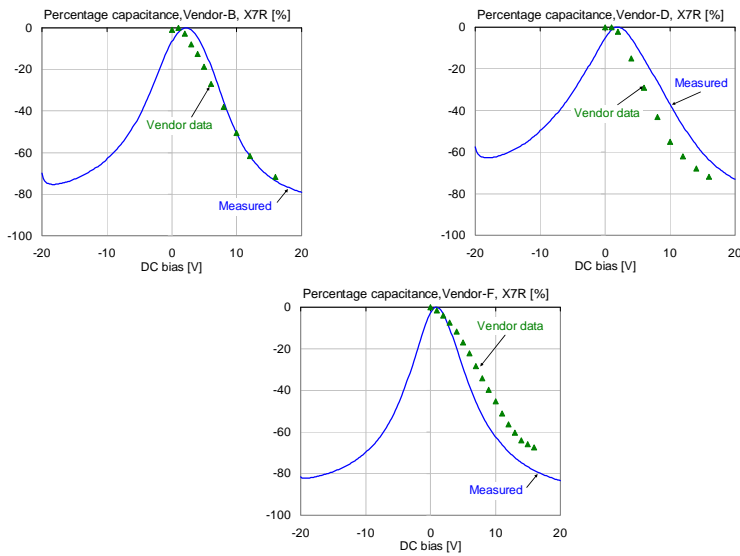 Percentage capacitance,Vendor-B, X7R [%]
0
-20
-40
-60
-80
-100
-20
-10
0
10
20
DC bias [V]
Vendor data
Measured
Percentage capacitance,Vendor-D, X7R [%]
0
-20
-40
-60
-80
-100
-20
-10
0
10
20
DC bias [V]
Measured
Vendor data
Percentage capacitance,Vendor-F, X7R [%]
0
-20
-40
-60
-80
-100
-20
-10
0
10
20
DC bias [V]
Vendor data
Measured